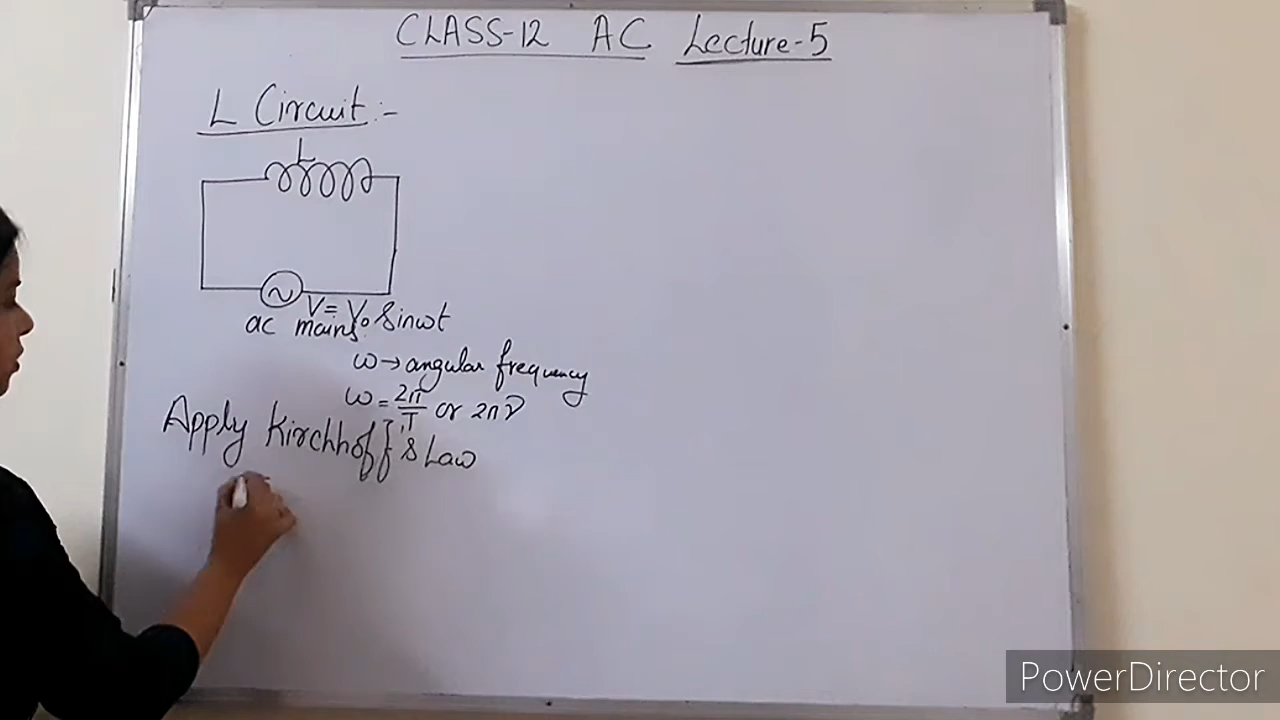 CLASS-12 AC Lecture-5
L Circuit:-
L
V = V₀ Sinωt
ac mains
ω → angular frequency
ω = 2π/T or 2πν
Apply Kirchhoff's Law
PowerDirector